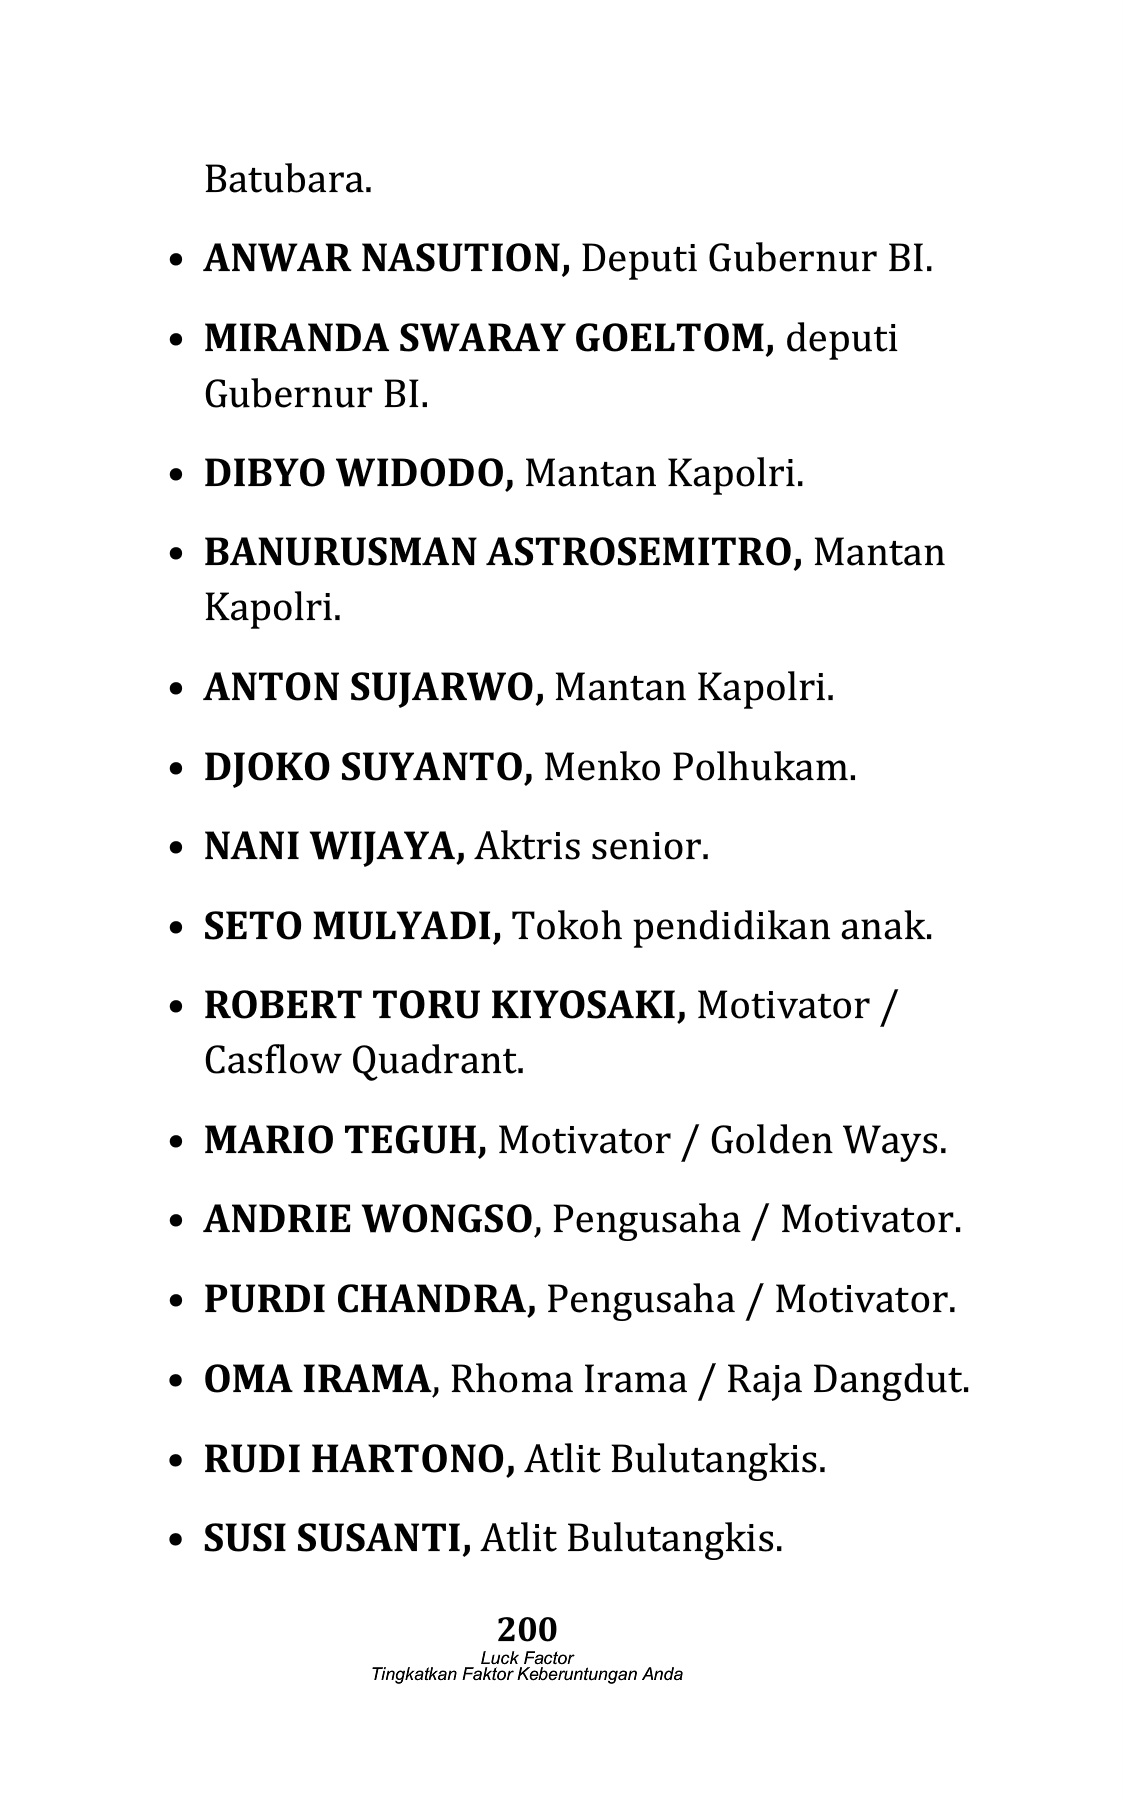 Batubara.
• ANWAR NASUTION, Deputi Gubernur BI.
• MIRANDA SWARAY GOELTOM, deputi
Gubernur BI.
• DIBYO WIDODO, Mantan Kapolri.
• BANURUSMAN ASTROSEMITRO, Mantan
Kapolri.
• ANTON SUJARWO, Mantan Kapolri.
• DJOKO SUYANTO, Menko Polhukam.
• NANI WIJAYA, Aktris senior.
• SETO MULYADI, Tokoh pendidikan anak.
• ROBERT TORU KIYOSAKI, Motivator /
Casflow Quadrant.
• MARIO TEGUH, Motivator / Golden Ways.
• ANDRIE WONGSO, Pengusaha / Motivator.
• PURDI CHANDRA, Pengusaha / Motivator.
• OMA IRAMA, Rhoma Irama / Raja Dangdut.
• RUDI HARTONO, Atlit Bulutangkis.
• SUSI SUSANTI, Atlit Bulutangkis.
200
Luck Factor
Tingkatkan Faktor Keberuntungan Anda